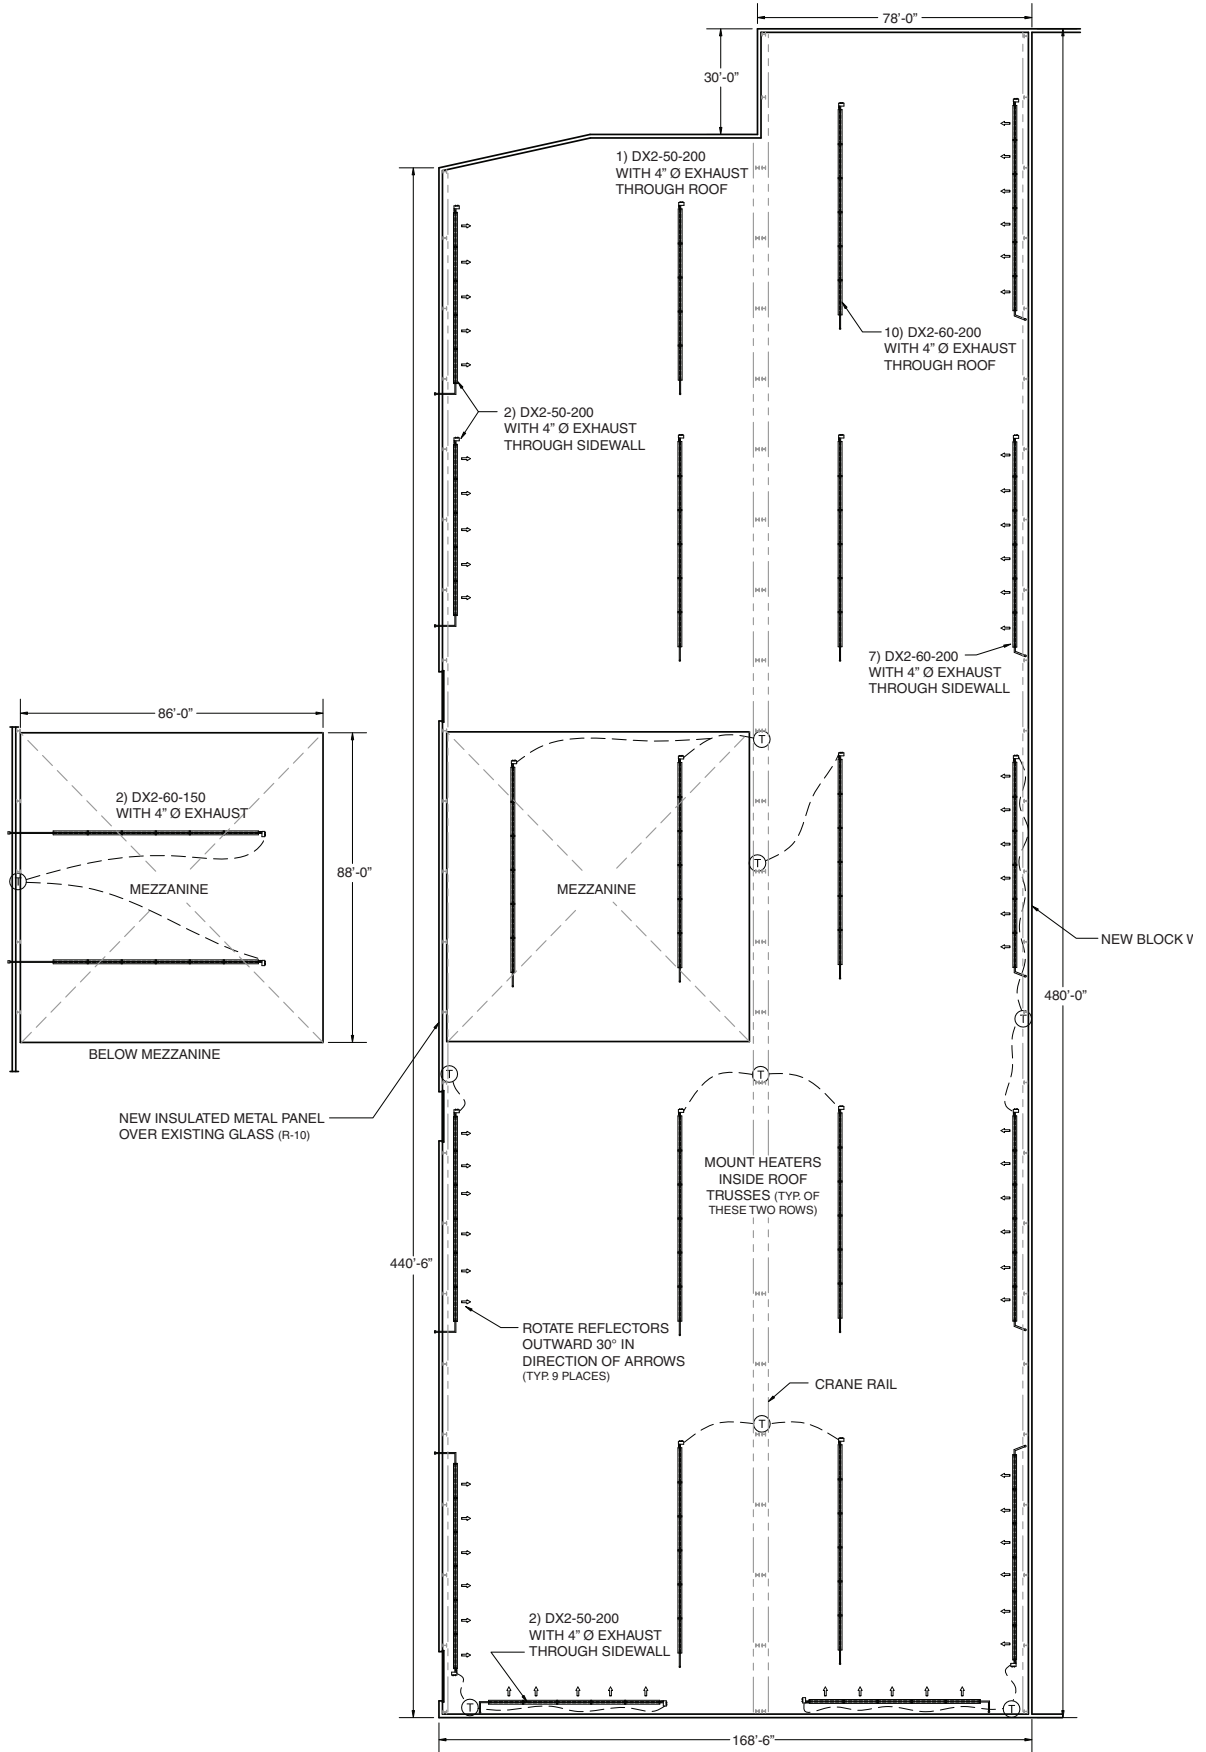 78'-0"
30'-0"
1) DX2-50-200
WITH 4" Ø EXHAUST
THROUGH ROOF
10) DX2-60-200
WITH 4" Ø EXHAUST
THROUGH ROOF
2) DX2-50-200
WITH 4" Ø EXHAUST
THROUGH SIDEWALL
7) DX2-60-200
WITH 4" Ø EXHAUST
THROUGH SIDEWALL
86'-0"
T
2) DX2-60-150
WITH 4" Ø EXHAUST
T
88'-0"
T
MEZZANINE
MEZZANINE
NEW BLOCK W
480'-0"
T
BELOW MEZZANINE
T
T
NEW INSULATED METAL PANEL
OVER EXISTING GLASS (R-10)
MOUNT HEATERS
INSIDE ROOF
TRUSSES (TYP. OF
THESE TWO ROWS)
440'-6"
ROTATE REFLECTORS
OUTWARD 30° IN
DIRECTION OF ARROWS
(TYP. 9 PLACES)
CRANE RAIL
T
2) DX2-50-200
WITH 4" Ø EXHAUST
THROUGH SIDEWALL
T
T
168'-6"